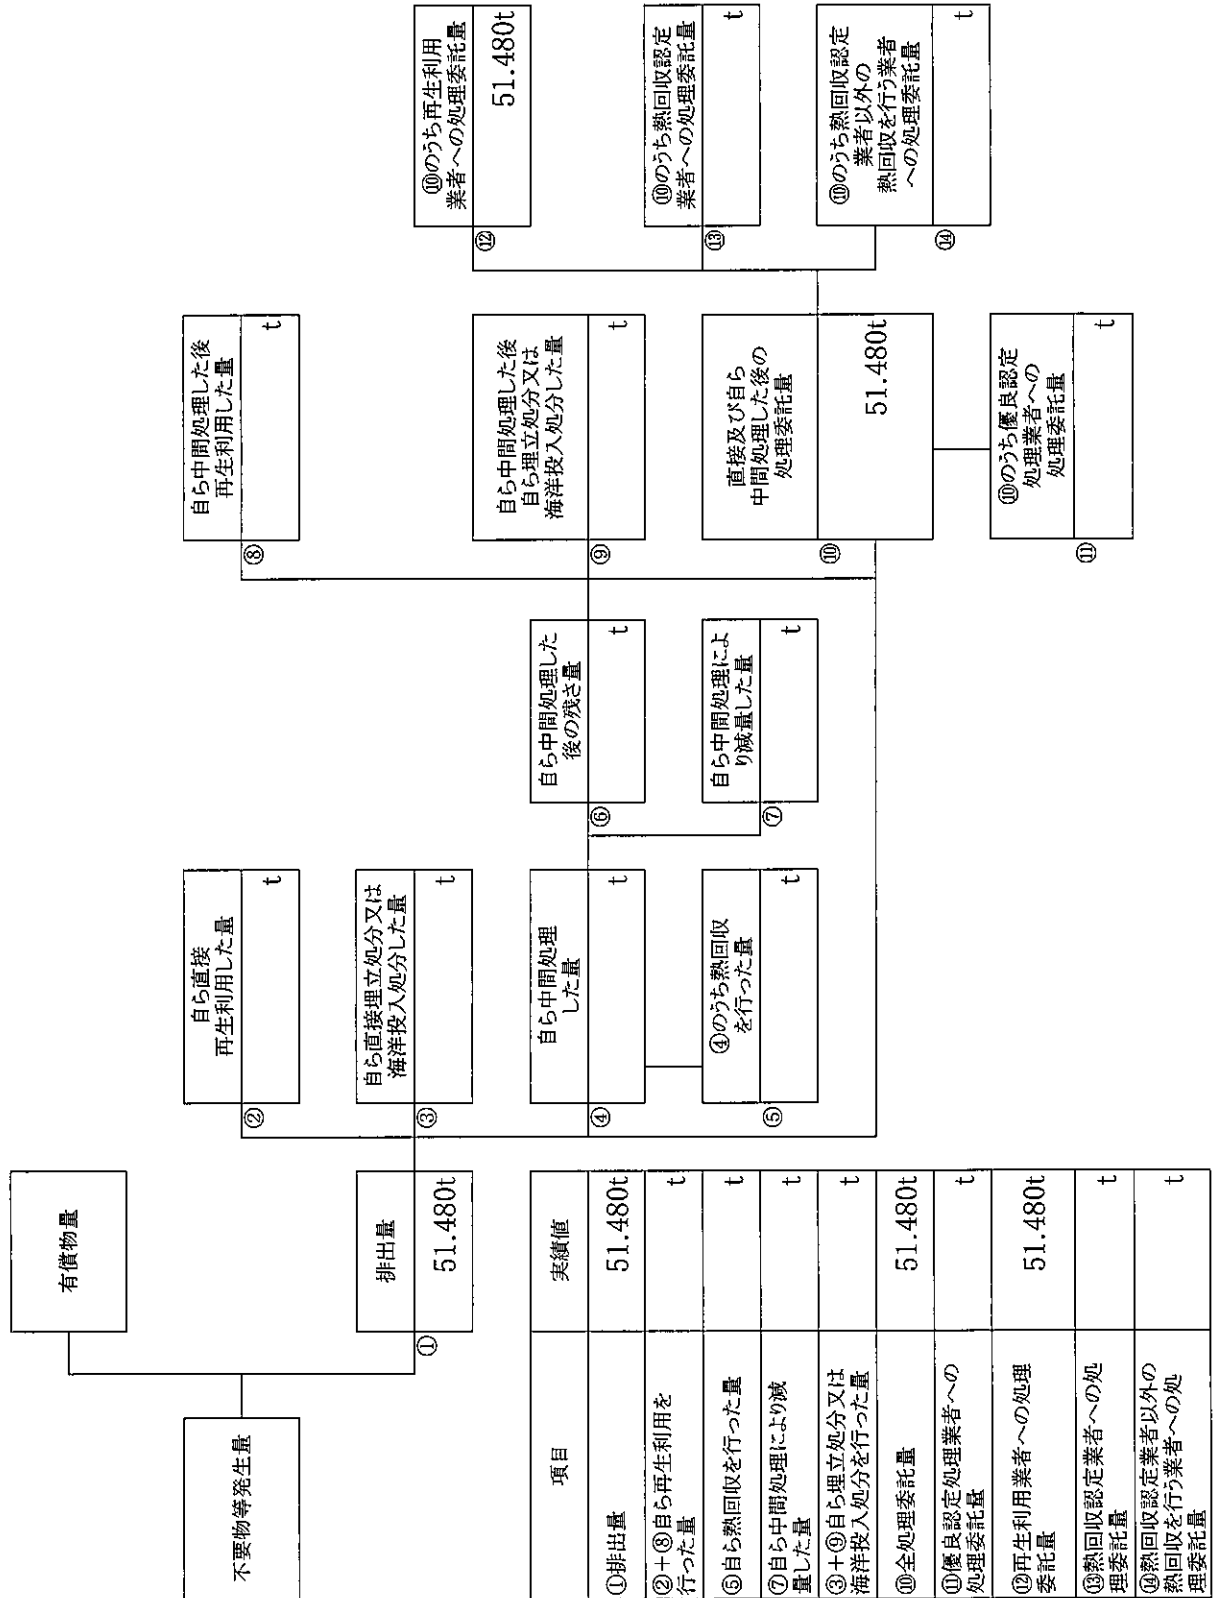 不要物等発生量
有償物量
排出量
①
51.480t
自ら直接
再生利用した量
②
t
自ら直接埋立処分又は
海洋投入処分した量
③
t
自ら中間処理
した量
④
t
④のうち熱回収
を行った量
⑤
t
自ら中間処理した
後の残さ量
⑥
t
自ら中間処理によ
り減量した量
⑦
t
自ら中間処理した後
再生利用した量
⑧
t
自ら中間処理した後
自ら埋立処分又は
海洋投入処分した量
⑨
t
直接及び自ら
中間処理した後の
処理委託量
⑩
51.480t
⑩のうち優良認定
処理業者への
処理委託量
⑪
t
⑩のうち再生利用
業者への処理委託量
⑫
51.480t
⑩のうち熱回収認定
業者への処理委託量
⑬
t
⑩のうち熱回収認定
業者以外の
熱回収を行う業者
への処理委託量
⑭
t
項目 実績値
①排出量 51.480t
②+⑧自ら再生利用を
行った量 t
⑤自ら熱回収を行った量 t
⑦自ら中間処理により減
量した量 t
③+⑨自ら埋立処分又は
海洋投入処分を行った量 t
⑩全処理委託量 51.480t
⑪優良認定処理業者への
処理委託量 t
⑫再生利用業者への処理
委託量 51.480t
⑬熱回収認定業者への処
理委託量 t
⑭熱回収認定業者以外の
熱回収を行う業者への処
理委託量 t